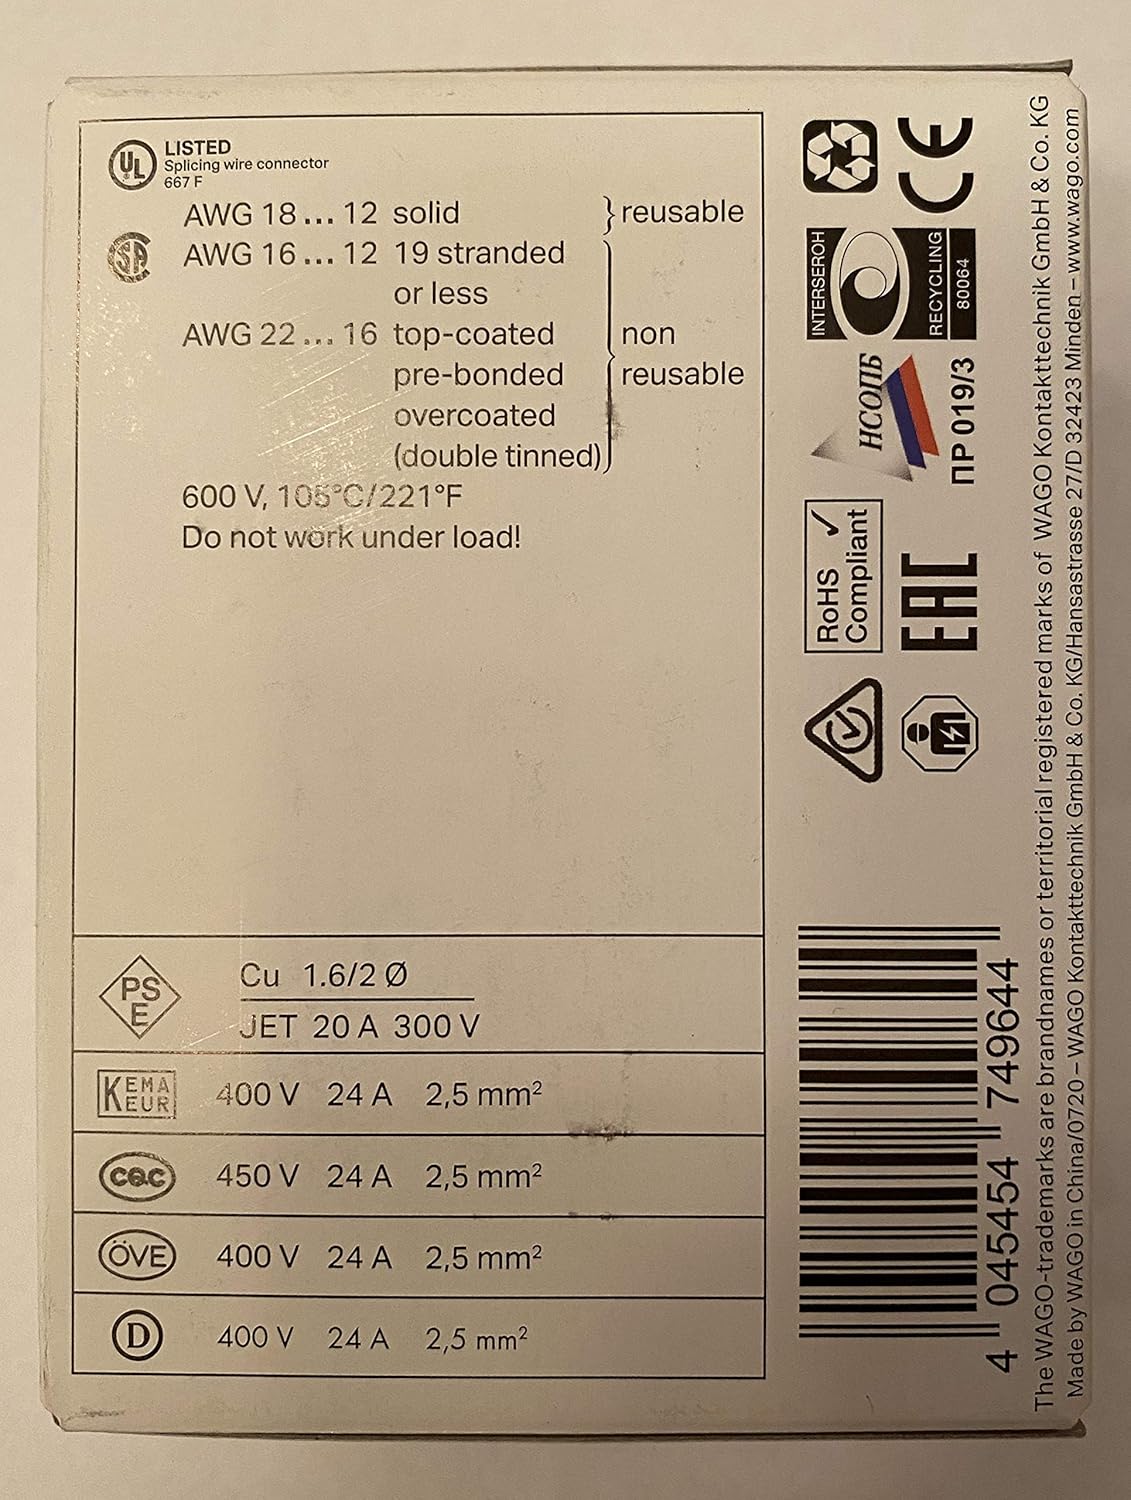 UL LISTED
Splicing wire connector
667 F
AWG 18 ... 12 solid } reusable
SA AWG 16 ... 12 19 stranded
or less
AWG 22 ... 16 top-coated non
pre-bonded reusable
overcoated
(double tinned)
600 V, 105°C/221°F
Do not work under load!
PS
E
Cu 1.6/2 Ø
JET 20 A 300 V
KEMA
EUR
400 V 24 A 2,5 mm²
CQC 450 V 24 A 2,5 mm²
ÖVE 400 V 24 A 2,5 mm²
D 400 V 24 A 2,5 mm²
CE
INTERSEROH
RECYCLING
80064
НСОПБ
ПР 019/3
RoHS ✓
Compliant
EAC
4 045454 749644
The WAGO-trademarks are brandnames or territorial registered marks of WAGO Kontakttechnik GmbH & Co. KG
Made by WAGO in China/0720 – WAGO Kontakttechnik GmbH & Co. KG/Hansastrasse 27/D 32423 Minden – www.wago.com